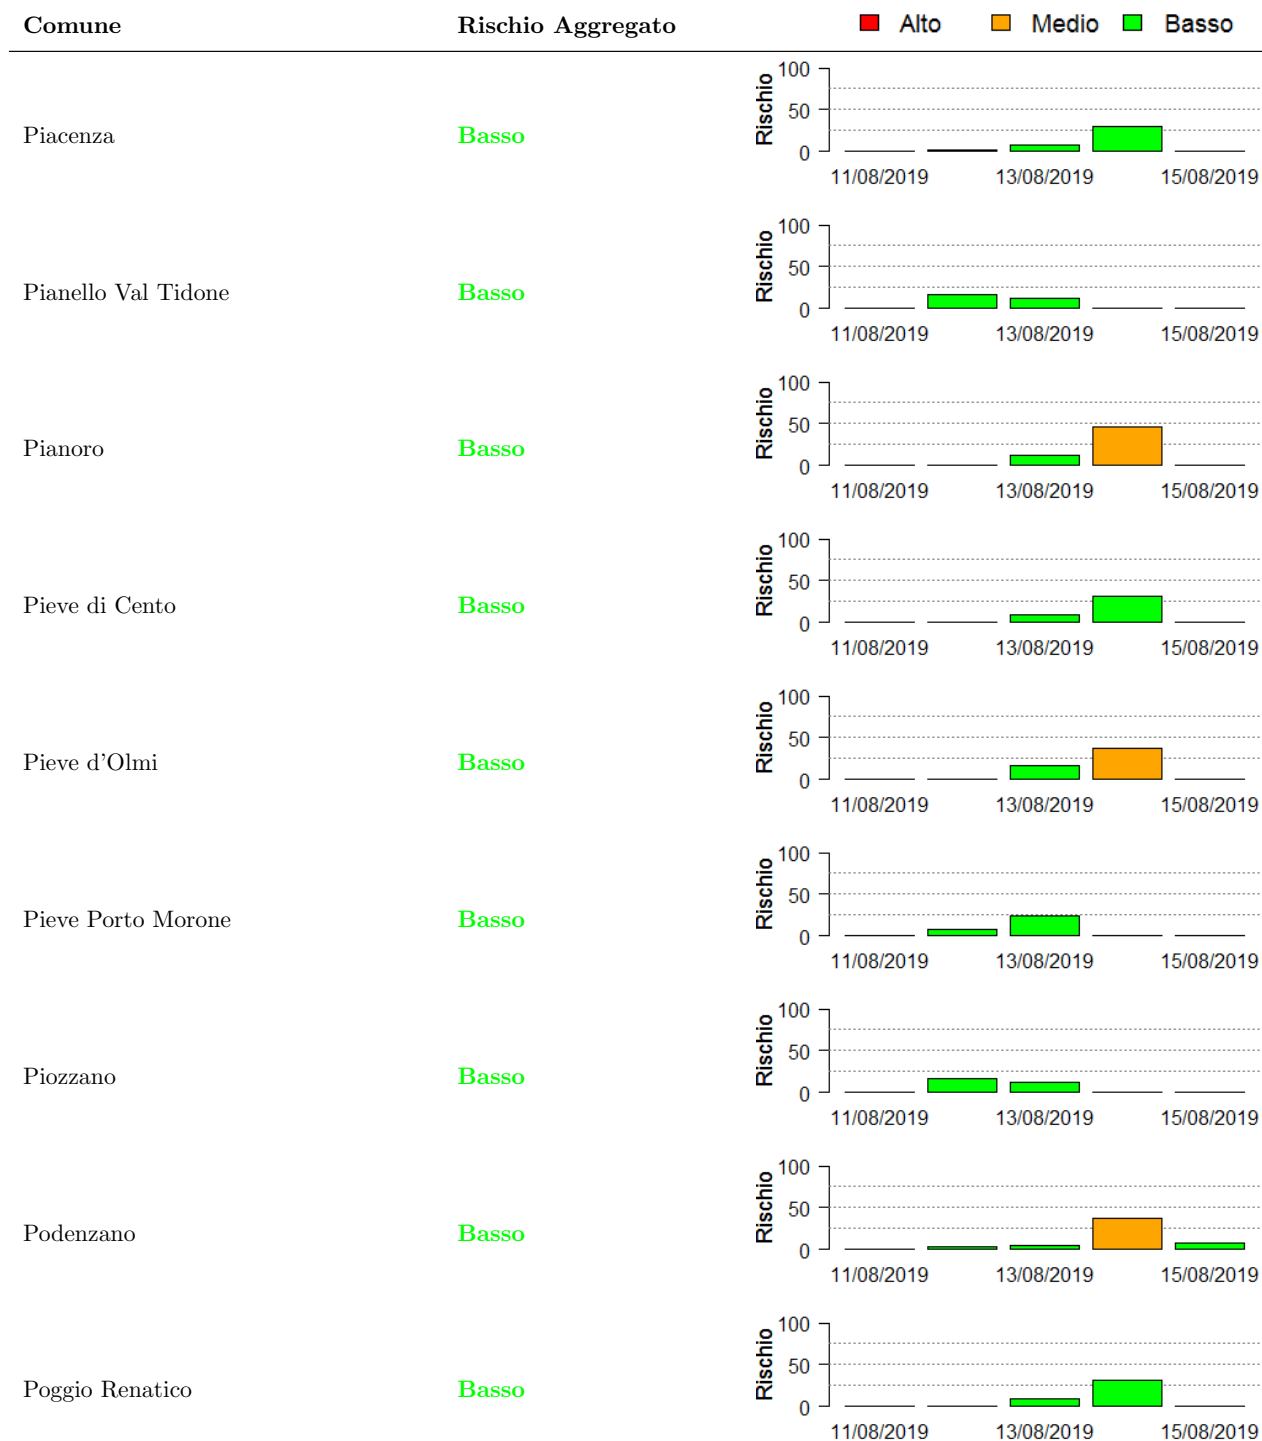 Comune Rischio Aggregato Alto Medio Basso
100
50
0
Rischio
Piacenza Basso
11/08/2019 13/08/2019 15/08/2019
100
50
0
Rischio
Pianello Val Tidone Basso
11/08/2019 13/08/2019 15/08/2019
100
50
0
Rischio
Pianoro Basso
11/08/2019 13/08/2019 15/08/2019
100
50
0
Rischio
Pieve di Cento Basso
11/08/2019 13/08/2019 15/08/2019
100
50
0
Rischio
Pieve d'Olmi Basso
11/08/2019 13/08/2019 15/08/2019
100
50
0
Rischio
Pieve Porto Morone Basso
11/08/2019 13/08/2019 15/08/2019
100
50
0
Rischio
Piozzano Basso
11/08/2019 13/08/2019 15/08/2019
100
50
0
Rischio
Podenzano Basso
11/08/2019 13/08/2019 15/08/2019
100
50
0
Rischio
Poggio Renatico Basso
11/08/2019 13/08/2019 15/08/2019